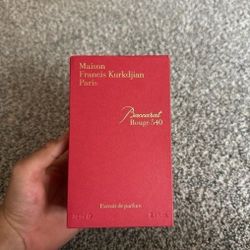 Maison
Francis Kurkdjian
Paris
Baccarat
Rouge 540
Extrait de parfum